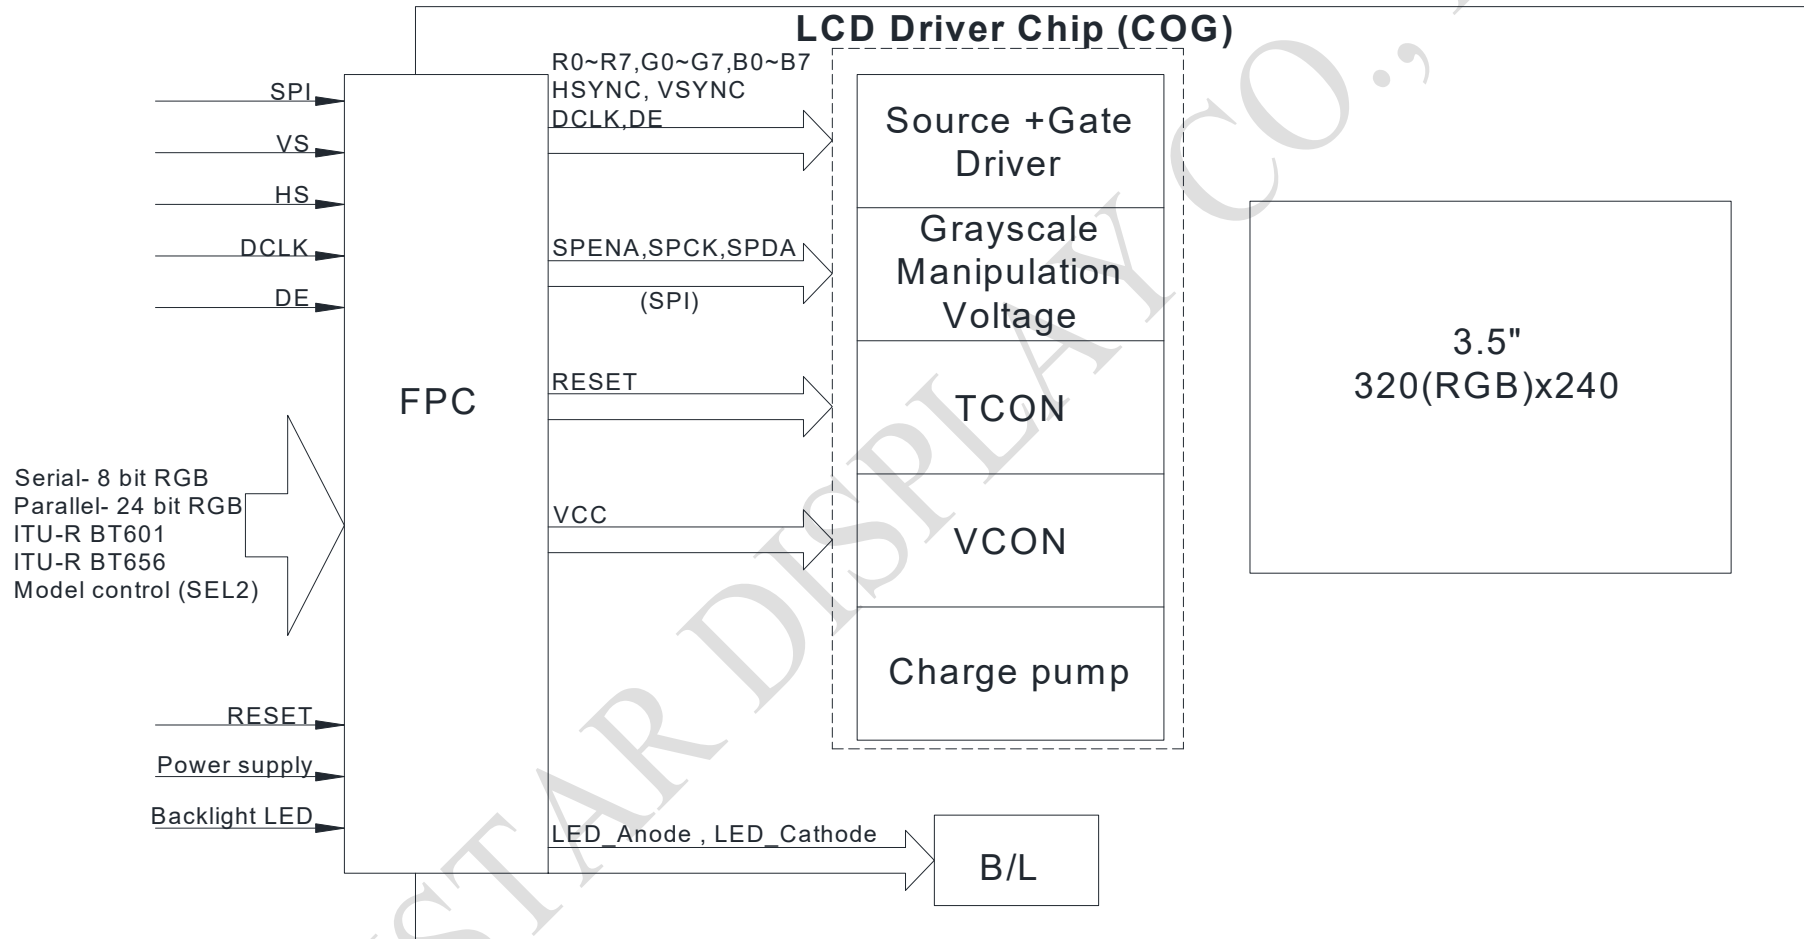 LCD Driver Chip (COG)
R0~R7,G0~G7,B0~B7
HSYNC, VSYNC
DCLK,DE
SPI
VS
HS
DCLK
DE
SPENA,SPCK,SPDA
(SPI)
RESET
VCC
FPC
Serial- 8 bit RGB
Parallel- 24 bit RGB
ITU-R BT601
ITU-R BT656
Model control (SEL2)
RESET
Power supply
Backlight LED
LED_Anode , LED_Cathode
Source +Gate
Driver
Grayscale
Manipulation
Voltage
TCON
VCON
Charge pump
B/L
3.5"
320(RGB)x240
STAR DISPLAY CO.,